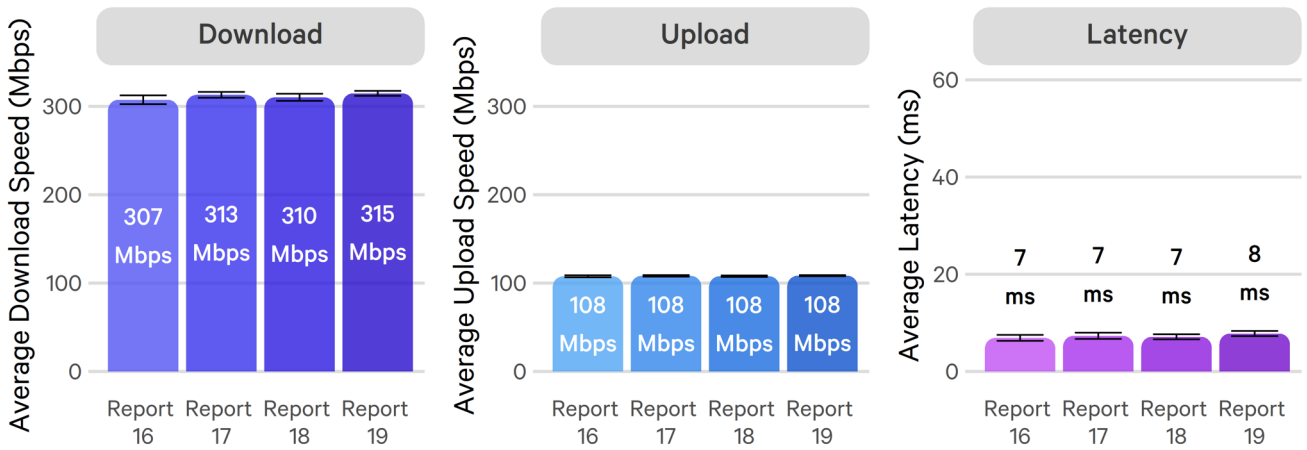 Download
Average Download Speed (Mbps)
300
200
100
0
307
Mbps
313
Mbps
310
Mbps
315
Mbps
Report
16
Report
17
Report
18
Report
19
Upload
Average Upload Speed (Mbps)
300
200
100
0
108
Mbps
108
Mbps
108
Mbps
108
Mbps
Report
16
Report
17
Report
18
Report
19
Latency
Average Latency (ms)
60
40
20
0
7
ms
7
ms
7
ms
8
ms
Report
16
Report
17
Report
18
Report
19